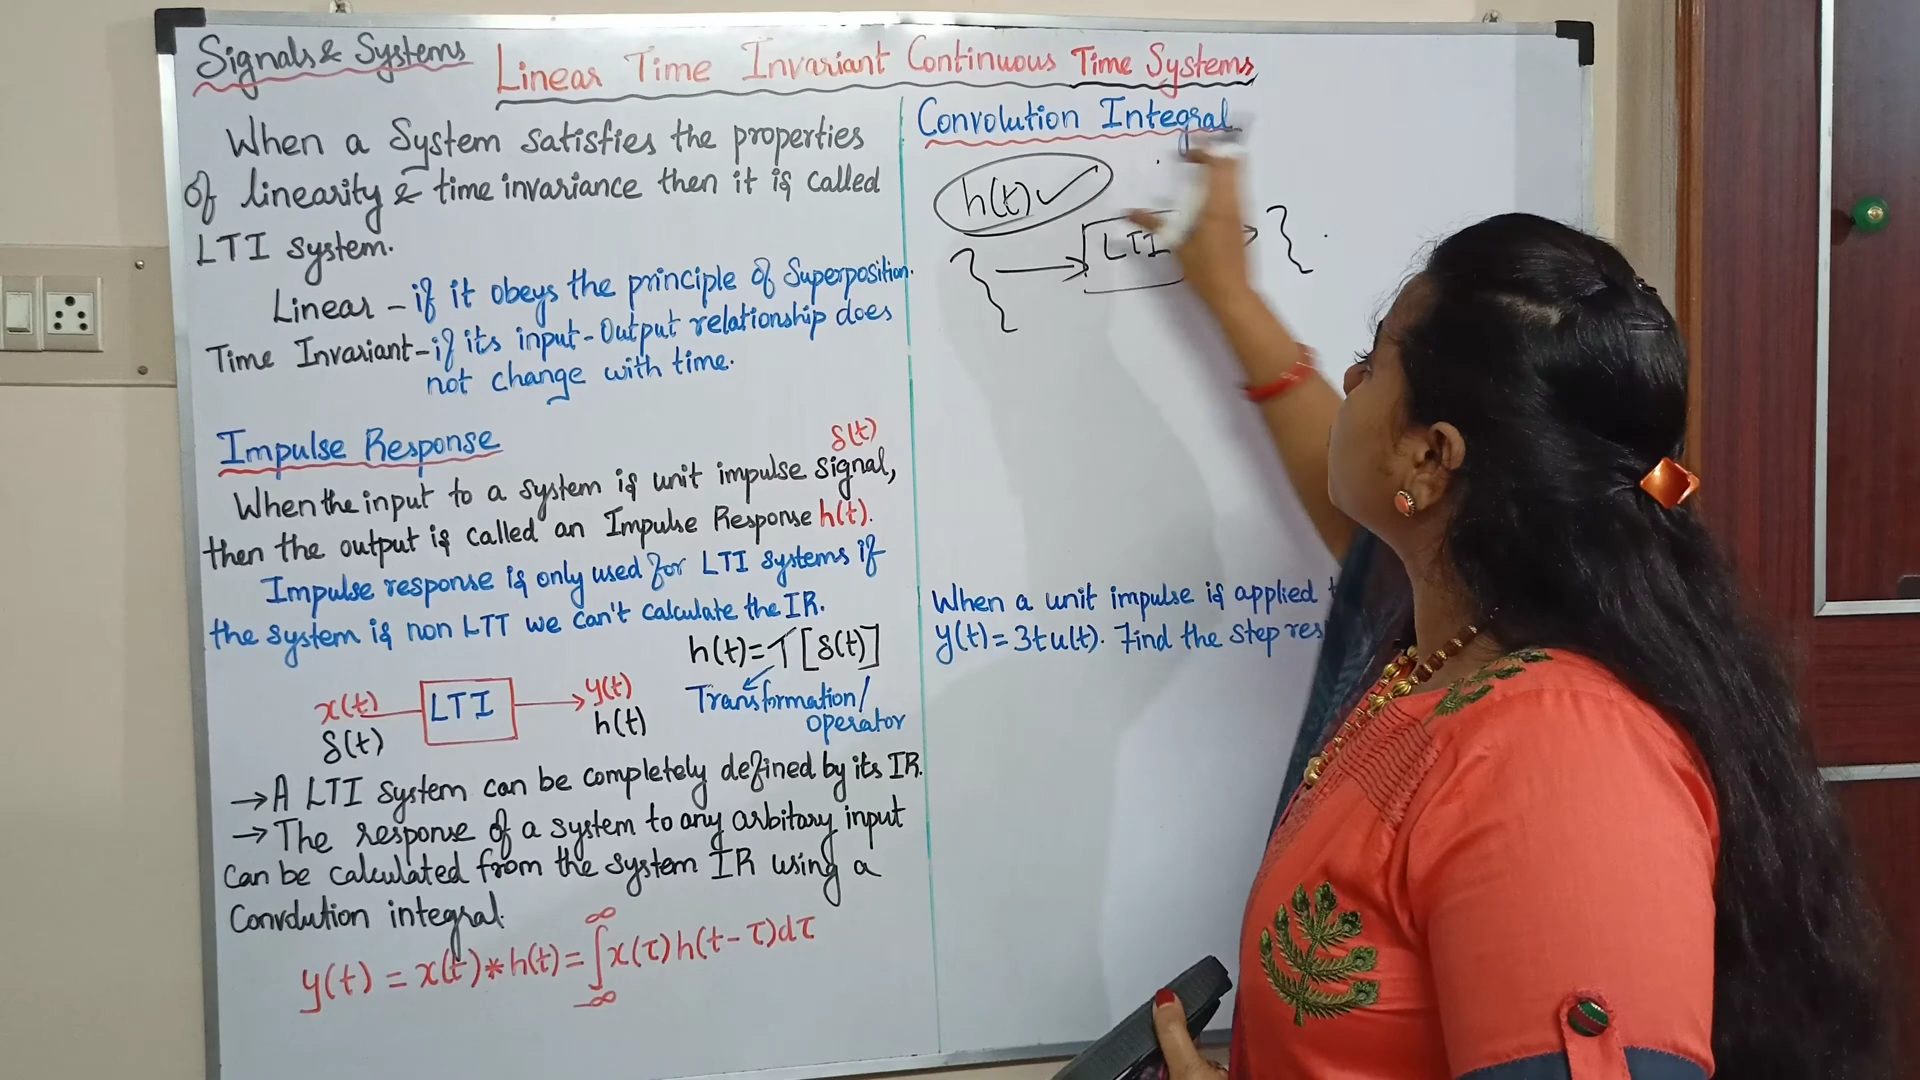 Signals & Systems
Linear Time Invariant Continuous Time Systems
When a System satisfies the properties
of linearity & time invariance then it is called
LTI system.
Linear - if it obeys the principle of Superposition.
Time Invariant - if its input-Output relationship does
not change with time.
Impulse Response
δ(t)
When the input to a system is unit impulse signal,
then the output is called an Impulse Response h(t).
Impulse response is only used for LTI systems if
the system is non LTI we can't calculate the IR.
h(t)=T[δ(t)]
Transformation/
operator
x(t) LTI y(t)
δ(t) h(t)
→ A LTI system can be completely defined by its IR.
→ The response of a system to any arbitary input
can be calculated from the system IR using a
Convolution integral.
y(t) = x(t)*h(t) = ∫_{-∞}^{∞} x(τ)h(t-τ)dτ
Convolution Integral
h(t) ✓
LTI
When a unit impulse is applied
y(t)=3tu(t). Find the step